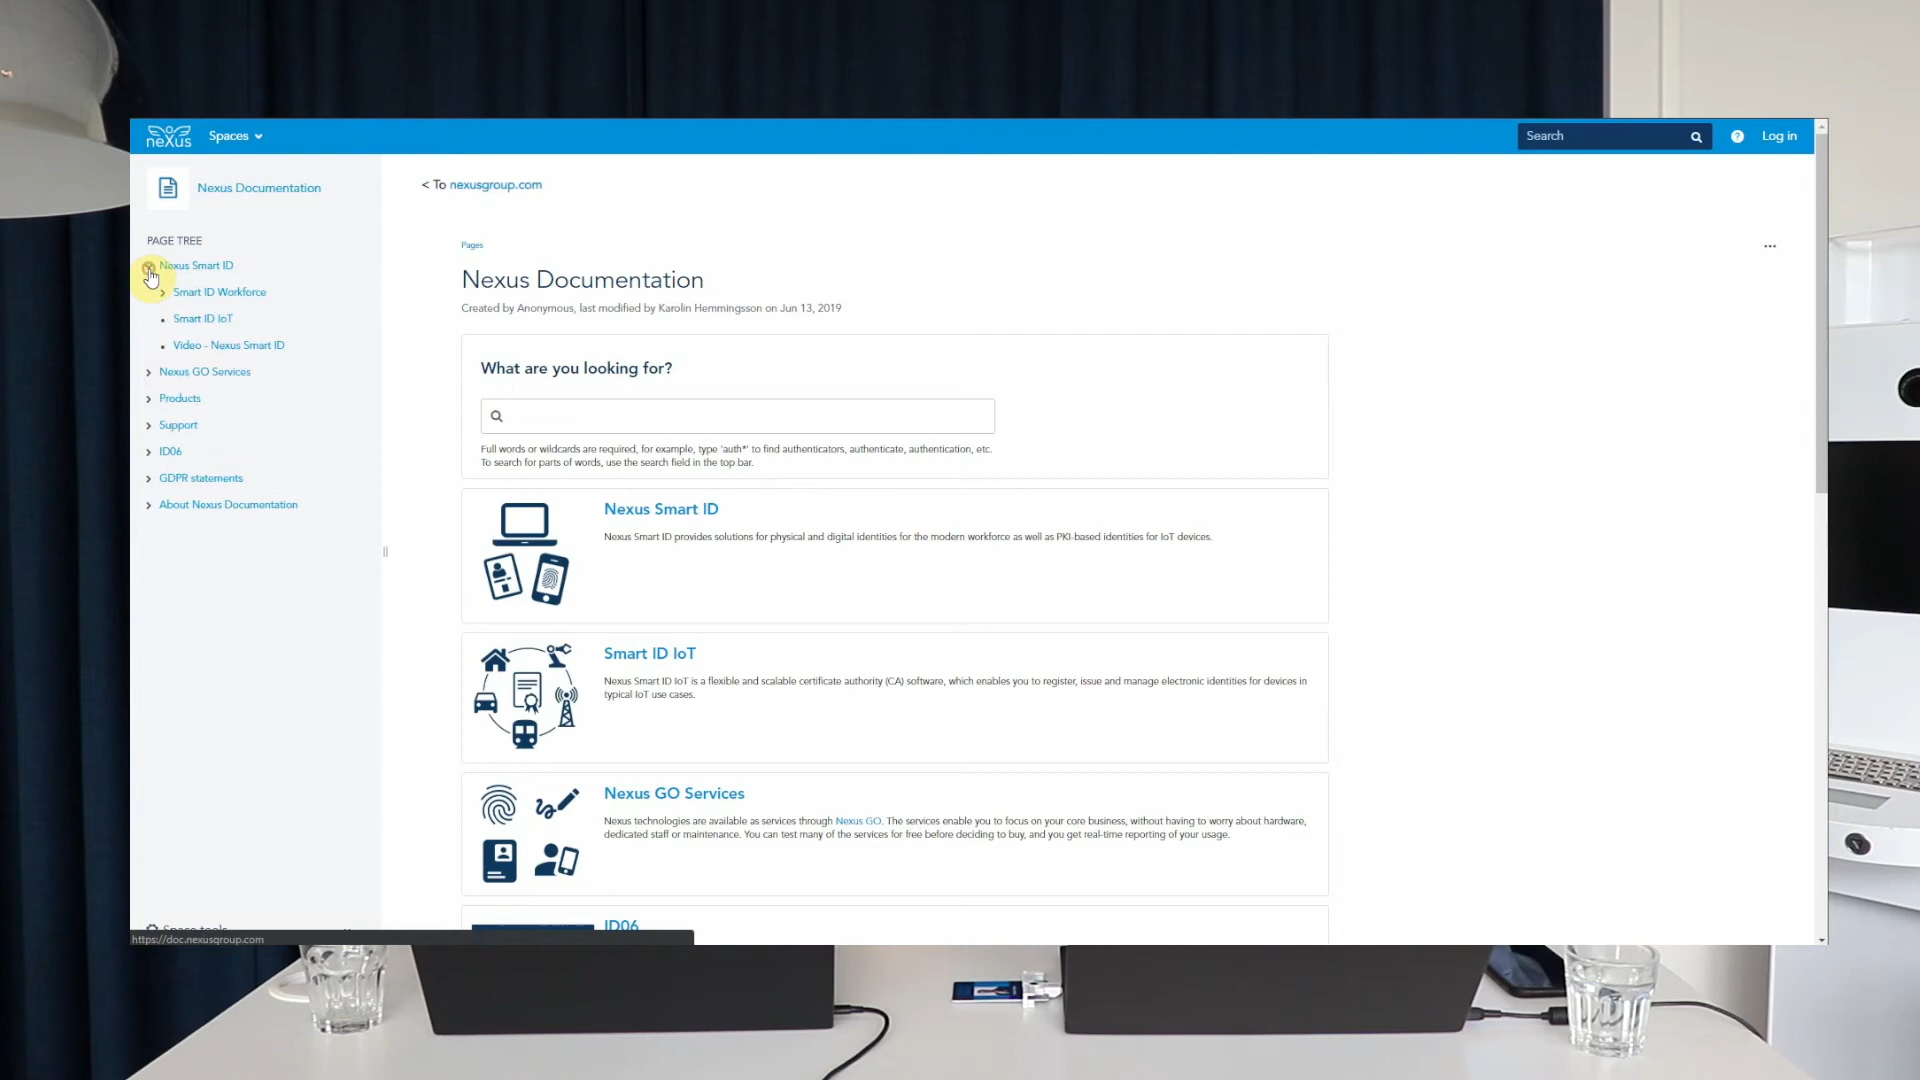 neXus
Spaces
Search
Log in
Nexus Documentation
< To nexusgroup.com
PAGE TREE
Nexus Smart ID
Smart ID Workforce
Smart ID IoT
Video - Nexus Smart ID
Nexus GO Services
Products
Support
ID06
GDPR statements
About Nexus Documentation
Space tools
https://doc.nexusgroup.com
Pages
Nexus Documentation
Created by Anonymous, last modified by Karolin Hemmingsson on Jun 13, 2019
What are you looking for?
Full words or wildcards are required, for example, type 'auth*' to find authenticators, authenticate, authentication, etc.
To search for parts of words, use the search field in the top bar.
Nexus Smart ID
Nexus Smart ID provides solutions for physical and digital identities for the modern workforce as well as PKI-based identities for IoT devices.
Smart ID IoT
Nexus Smart ID IoT is a flexible and scalable certificate authority (CA) software, which enables you to register, issue and manage electronic identities for devices in
typical IoT use cases.
Nexus GO Services
Nexus technologies are available as services through Nexus GO. The services enable you to focus on your core business, without having to worry about hardware,
dedicated staff or maintenance. You can test many of the services for free before deciding to buy, and you get real-time reporting of your usage.
ID06